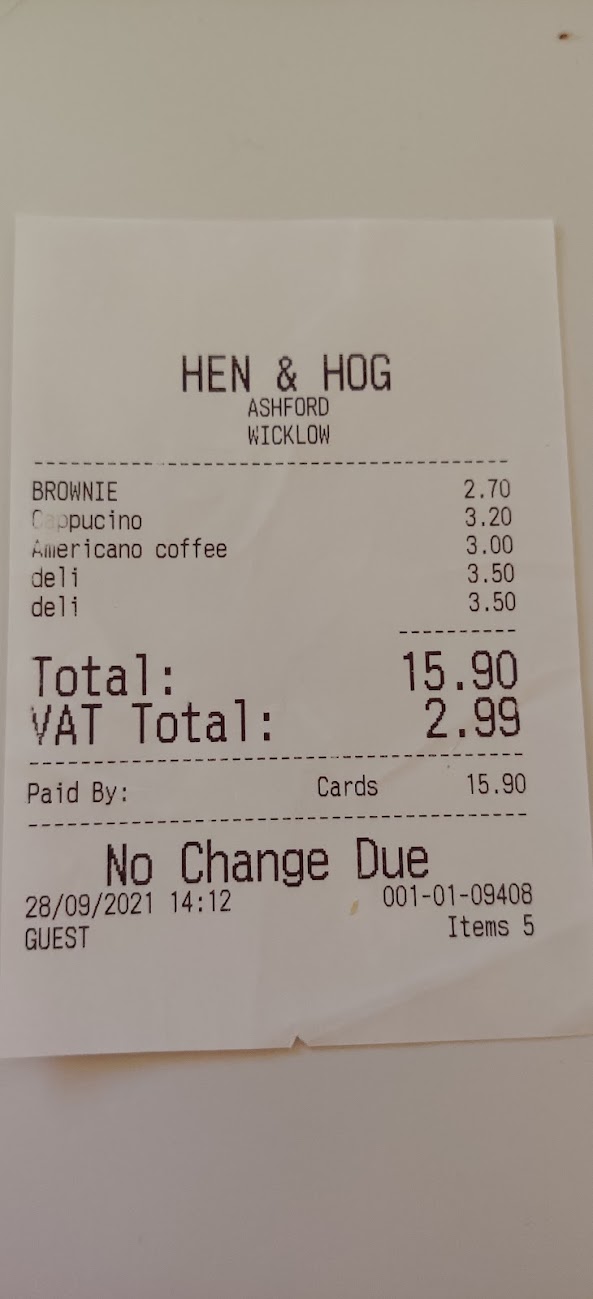 HEN & HOG
ASHFORD
WICKLOW
BROWNIE 2.70
Cappucino 3.20
Americano coffee 3.00
deli 3.50
deli 3.50
Total: 15.90
VAT Total: 2.99
Paid By: Cards 15.90
No Change Due
28/09/2021 14:12 001-01-09408
GUEST Items 5